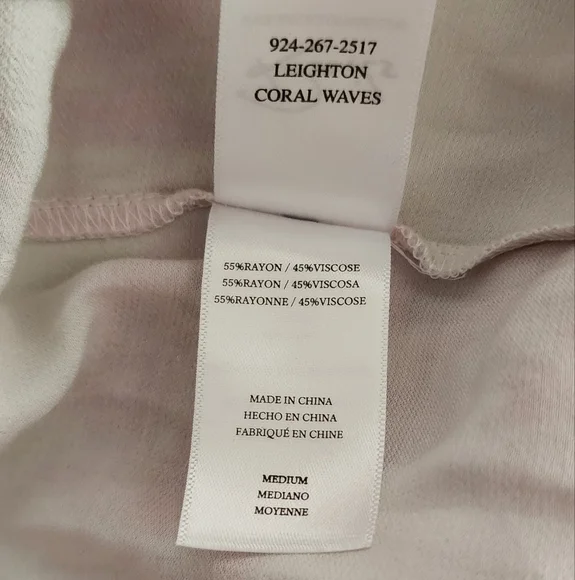 924-267-2517
LEIGHTON
CORAL WAVES
55%RAYON / 45%VISCOSE
55%RAYON / 45%VISCOSA
55%RAYONNE / 45%VISCOSE
MADE IN CHINA
HECHO EN CHINA
FABRIQUÉ EN CHINE
MEDIUM
MEDIANO
MOYENNE